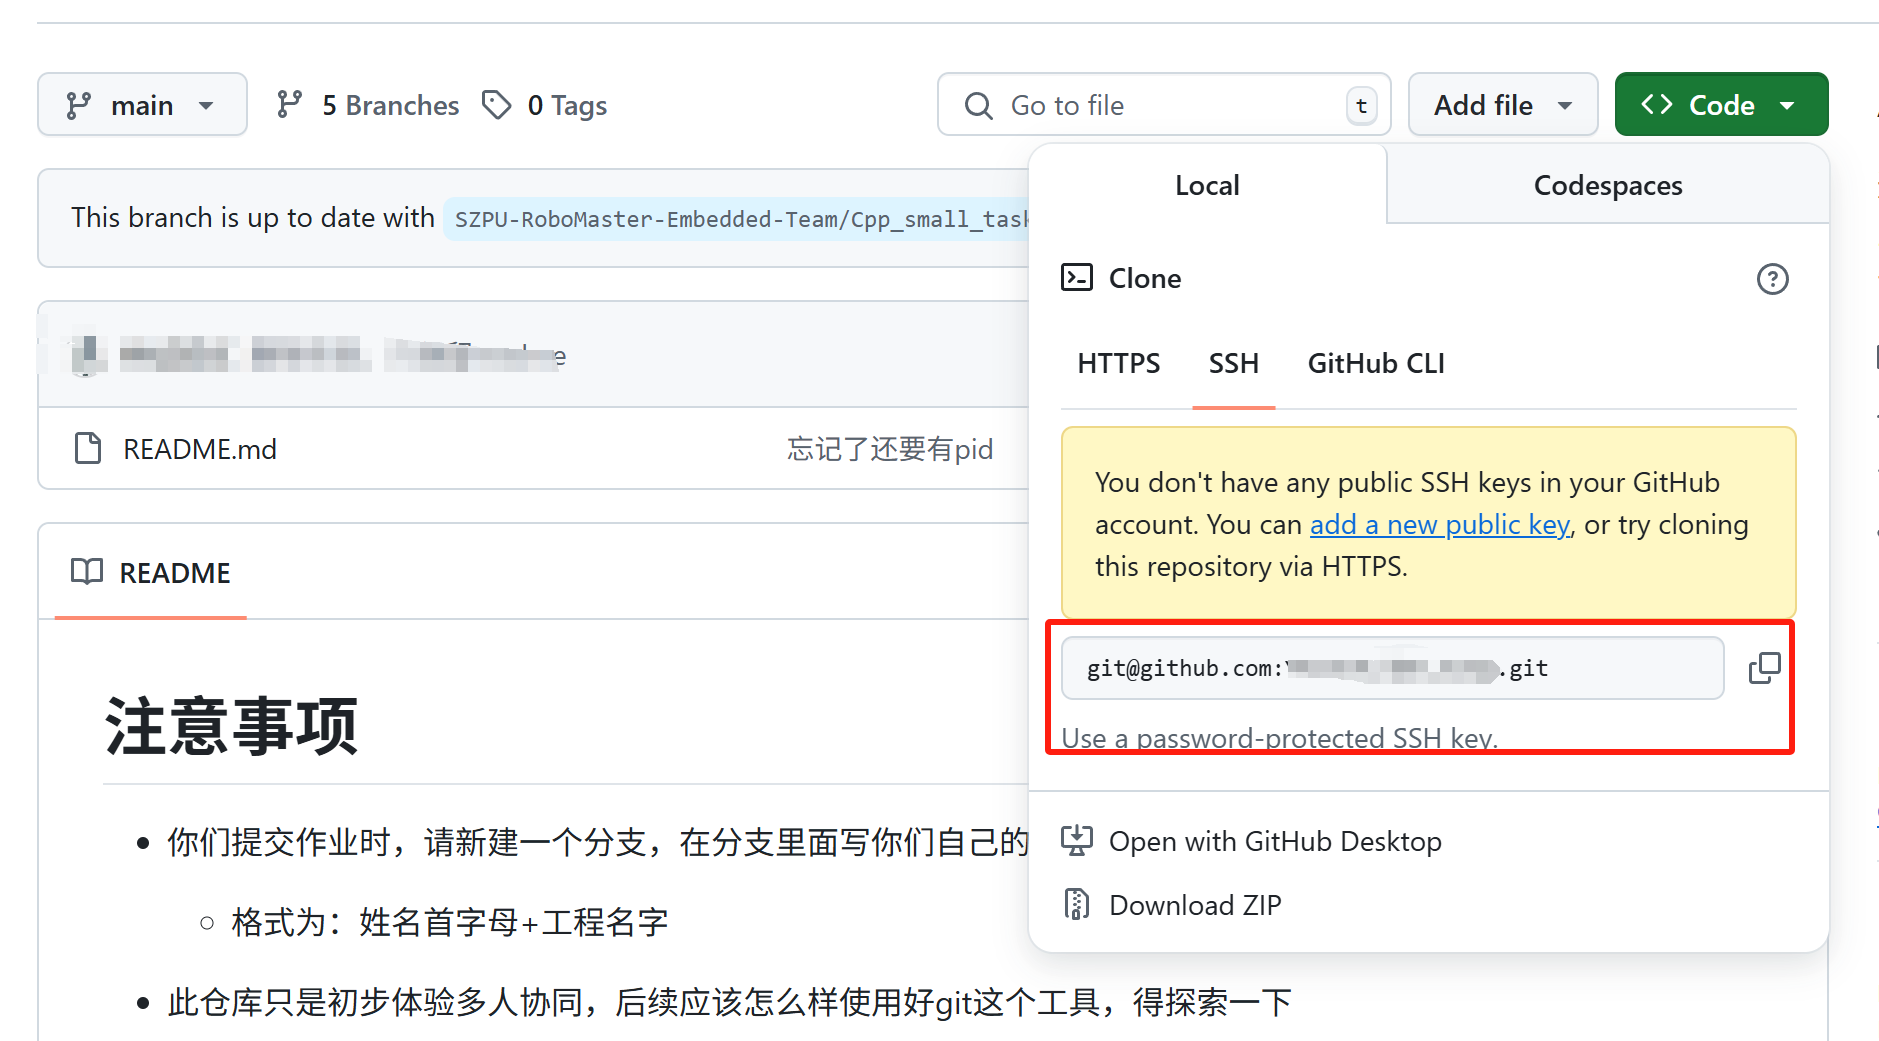 main
5 Branches
0 Tags
Go to file
t
Add file
Code
This branch is up to date with SZPU-RoboMaster-Embedded-Team/Cpp_small_task
Local
Codespaces
Clone
HTTPS
SSH
GitHub CLI
README.md
忘记了还要有pid
You don't have any public SSH keys in your GitHub
account. You can add a new public key, or try cloning
this repository via HTTPS.
git@github.com:
.git
Use a password-protected SSH key.
Open with GitHub Desktop
Download ZIP
README
注意事项
你们提交作业时，请新建一个分支，在分支里面写你们自己的
格式为：姓名首字母+工程名字
此仓库只是初步体验多人协同，后续应该怎么样使用好git这个工具，得探索一下